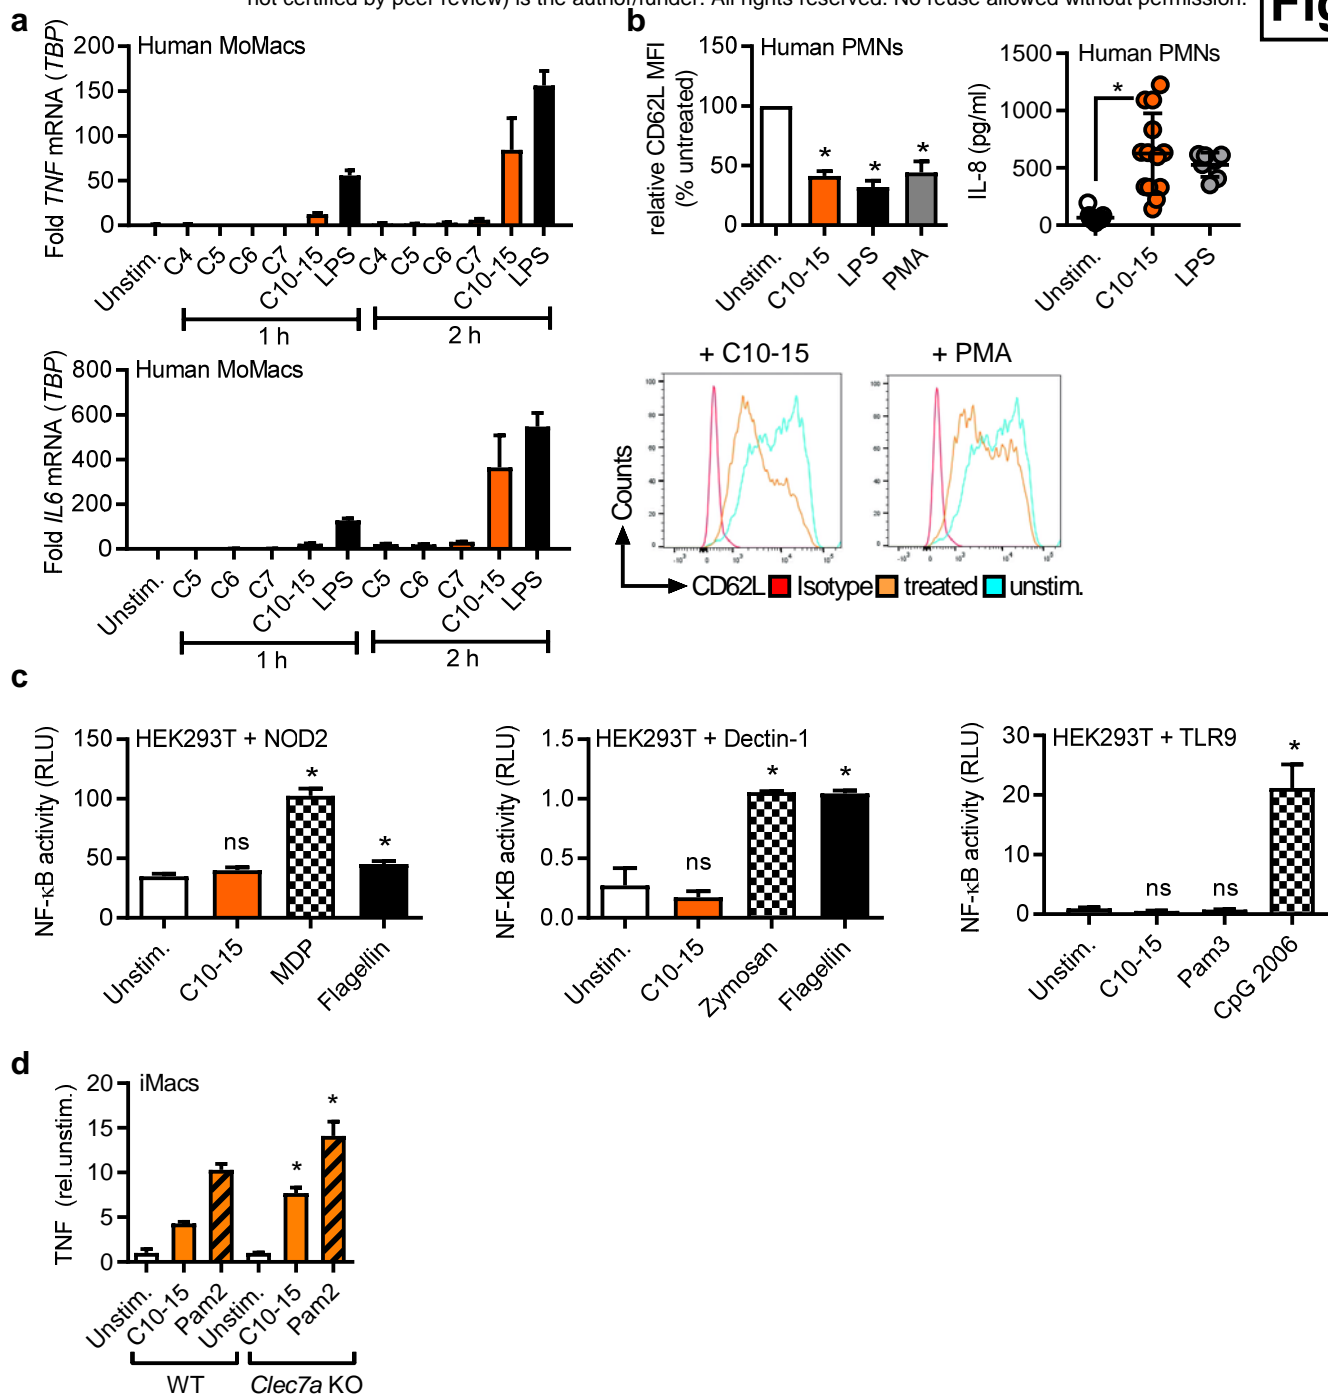 not certified by peer review) is the author/funder. All rights reserved. No reuse allowed without permission.
Fig
a
Human MoMacs
Fold TNF mRNA (TBP)
200
150
100
50
0
Unstim.
C4
C5
C6
C7
C10-15
LPS
C4
C5
C6
C7
C10-15
LPS
1 h
2 h
Human MoMacs
Fold IL6 mRNA (TBP)
800
600
400
200
0
Unstim.
C5
C6
C7
C10-15
LPS
C5
C6
C7
C10-15
LPS
1 h
2 h
b
Human PMNs
relative CD62L MFI
(% untreated)
150
100
50
0
*
*
*
Unstim.
C10-15
LPS
PMA
Human PMNs
IL-8 (pg/ml)
1500
1000
500
0
*
Unstim.
C10-15
LPS
+ C10-15
+ PMA
Counts
CD62L
Isotype
treated
unstim.
c
HEK293T + NOD2
NF-κB activity (RLU)
150
100
50
0
ns
*
*
Unstim.
C10-15
MDP
Flagellin
HEK293T + Dectin-1
NF-KB activity (RLU)
1.5
1.0
0.5
0.0
ns
*
*
Unstim.
C10-15
Zymosan
Flagellin
HEK293T + TLR9
NF-κB activity (RLU)
30
20
10
0
ns
ns
*
Unstim.
C10-15
Pam3
CpG 2006
d
iMacs
TNF (rel.unstim.)
20
15
10
5
0
*
*
Unstim.
C10-15
Pam2
Unstim.
C10-15
Pam2
WT
Clec7a KO